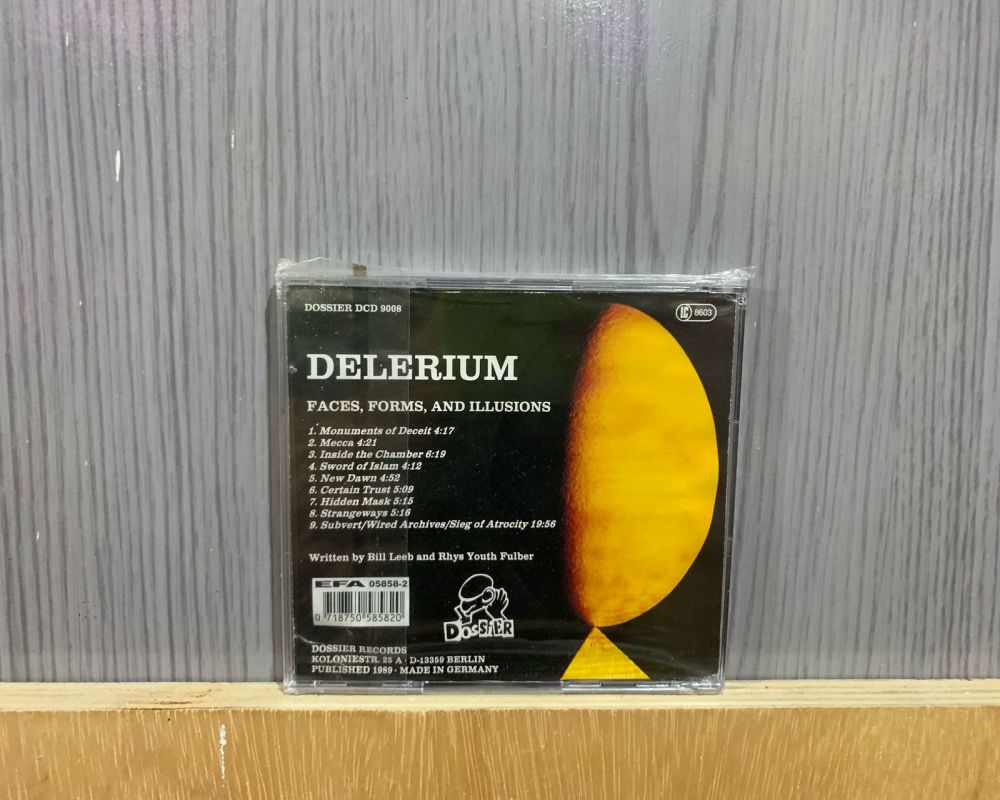 DOSSIER DCD 9008
LC 8603
DELERIUM
FACES, FORMS, AND ILLUSIONS
1. Monuments of Deceit 4:17
2. Mecca 4:21
3. Inside the Chamber 6:19
4. Sword of Islam 4:12
5. New Dawn 4:52
6. Certain Trust 5:09
7. Hidden Mask 5:15
8. Strangeways 5:16
9. Subvert/Wired Archives/Sieg of Atrocity 19:56
Written by Bill Leeb and Rhys Youth Fulber
EFA 05858-2
0 718750 585820
DOSSIER
DOSSIER RECORDS
KOLONIESTR. 25 A · D-13359 BERLIN
PUBLISHED 1989 · MADE IN GERMANY